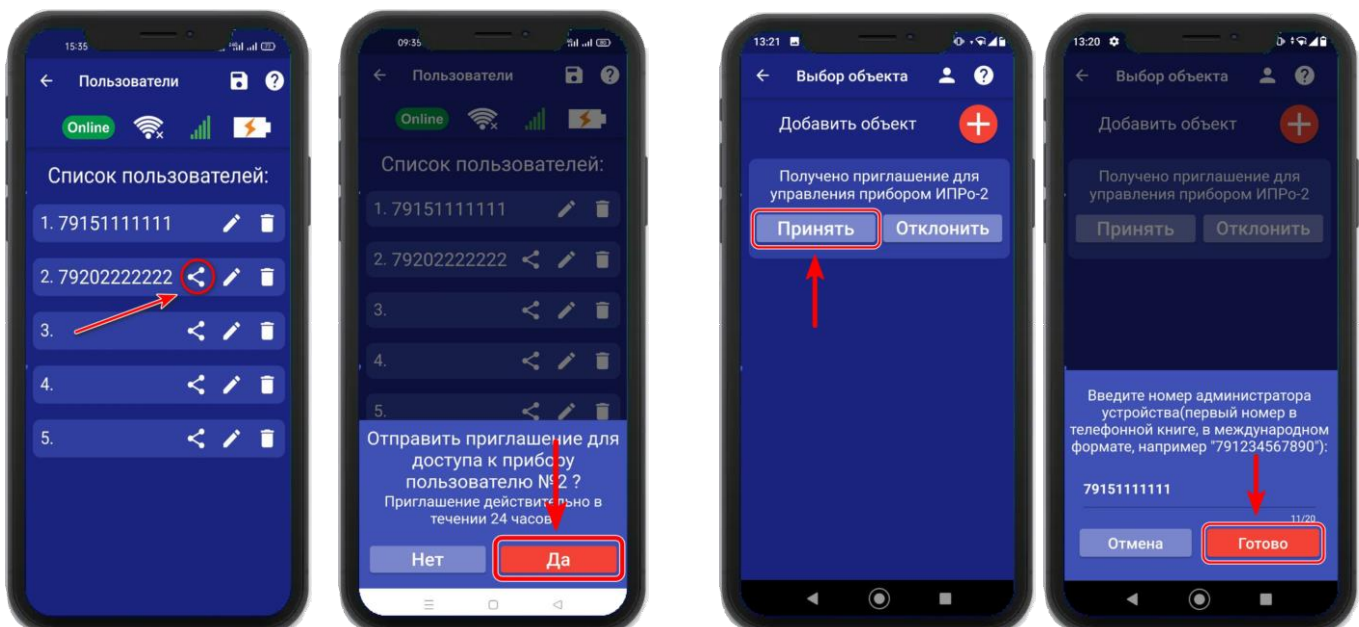 15:35
Пользователи
Online
Список пользователей:
1. 79151111111
2. 79202222222
3.
4.
5.
09:35
Пользователи
Online
Список пользователей:
1. 79151111111
2. 79202222222
3.
4.
5.
Отправить приглашение для
доступа к прибору
пользователю №2 ?
Приглашение действительно в
течении 24 часов
Нет
Да
13:21
Выбор объекта
Добавить объект
Получено приглашение для
управления прибором ИПРо-2
Принять Отклонить
13:20
Выбор объекта
Добавить объект
Получено приглашение для
управления прибором ИПРо-2
Принять Отклонить
Введите номер администратора
устройства(первый номер в
телефонной книге, в международном
формате, например "791234567890"):
79151111111
11/20
Отмена
Готово